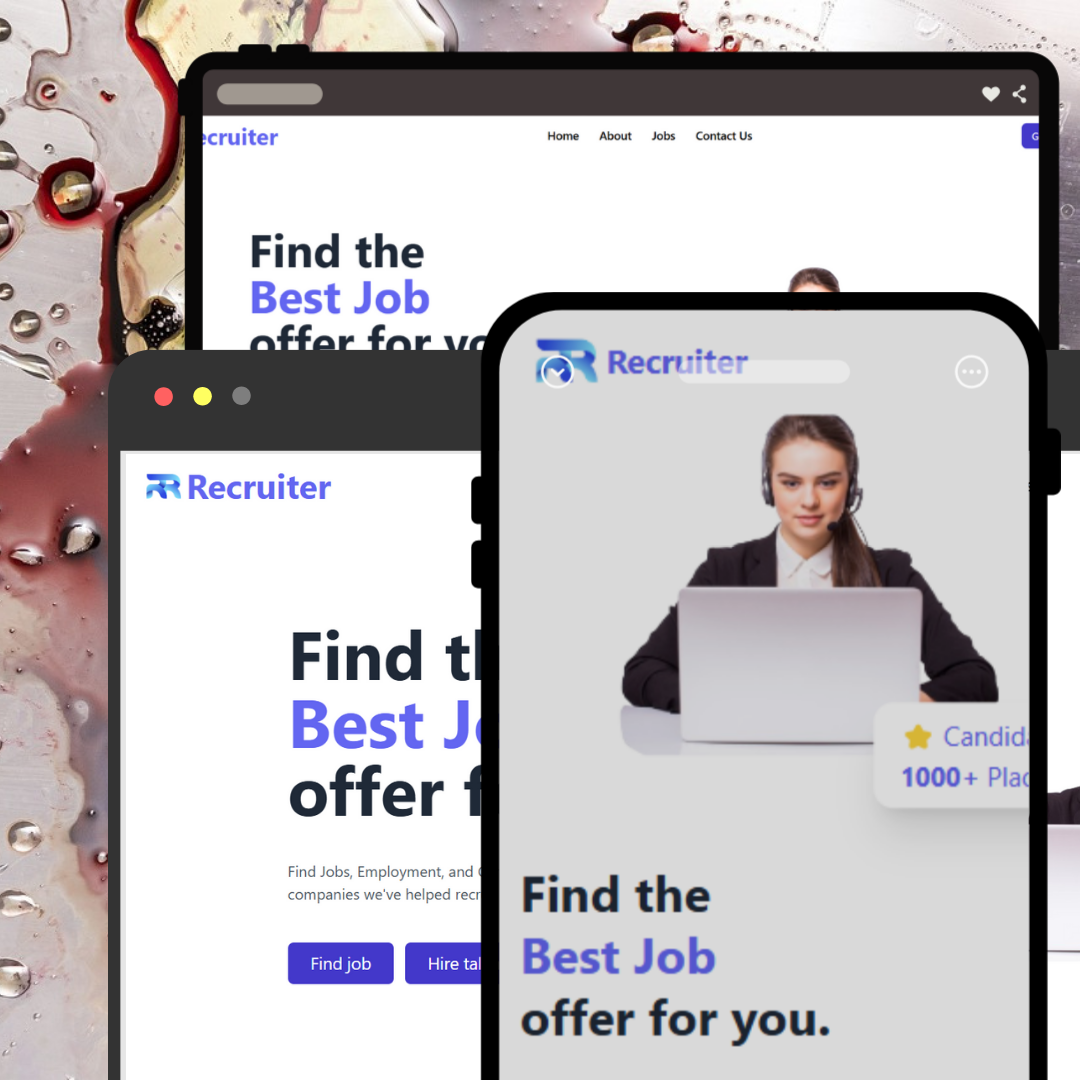 ecruiter
Home About Jobs Contact Us
G
Find the
Best Job
offer for yo
Recruiter
Find th
Best Jo
offer f
Find Jobs, Employment, and
companies we've helped recr
Find job
Hire tal
Recruiter
Candida
1000+ Plac
Find the
Best Job
offer for you.